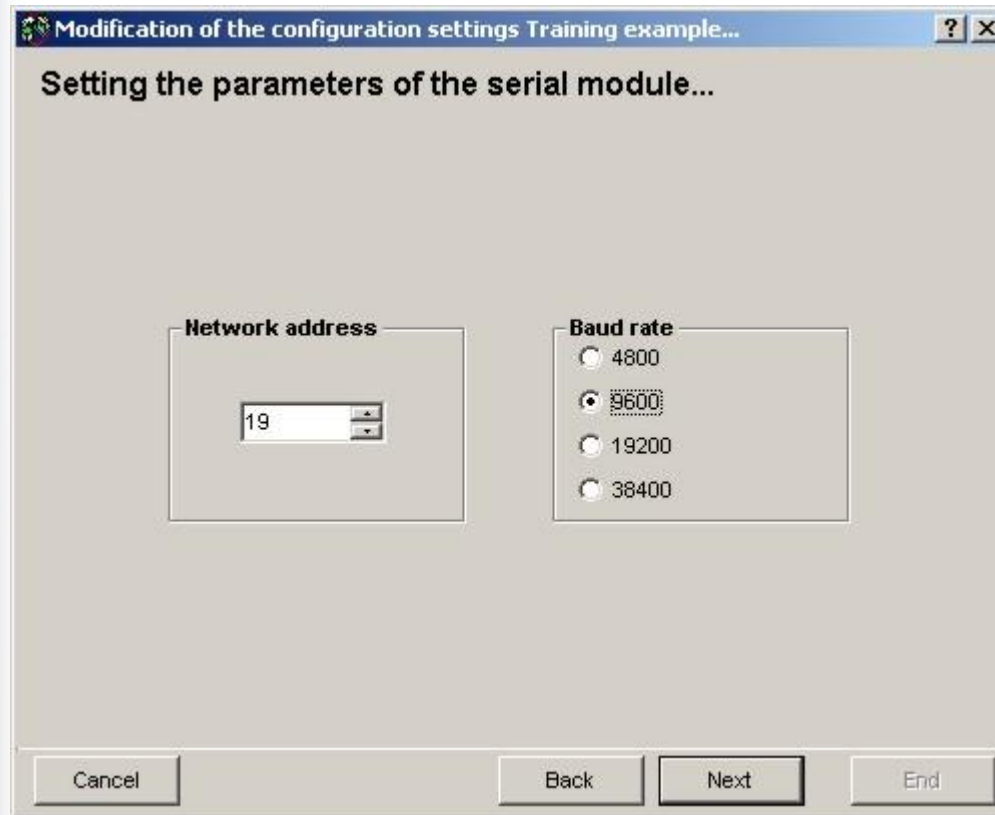 Modification of the configuration settings Training example...
Setting the parameters of the serial module...
Network address
19
Baud rate
4800
9600
19200
38400
Cancel
Back
Next
End